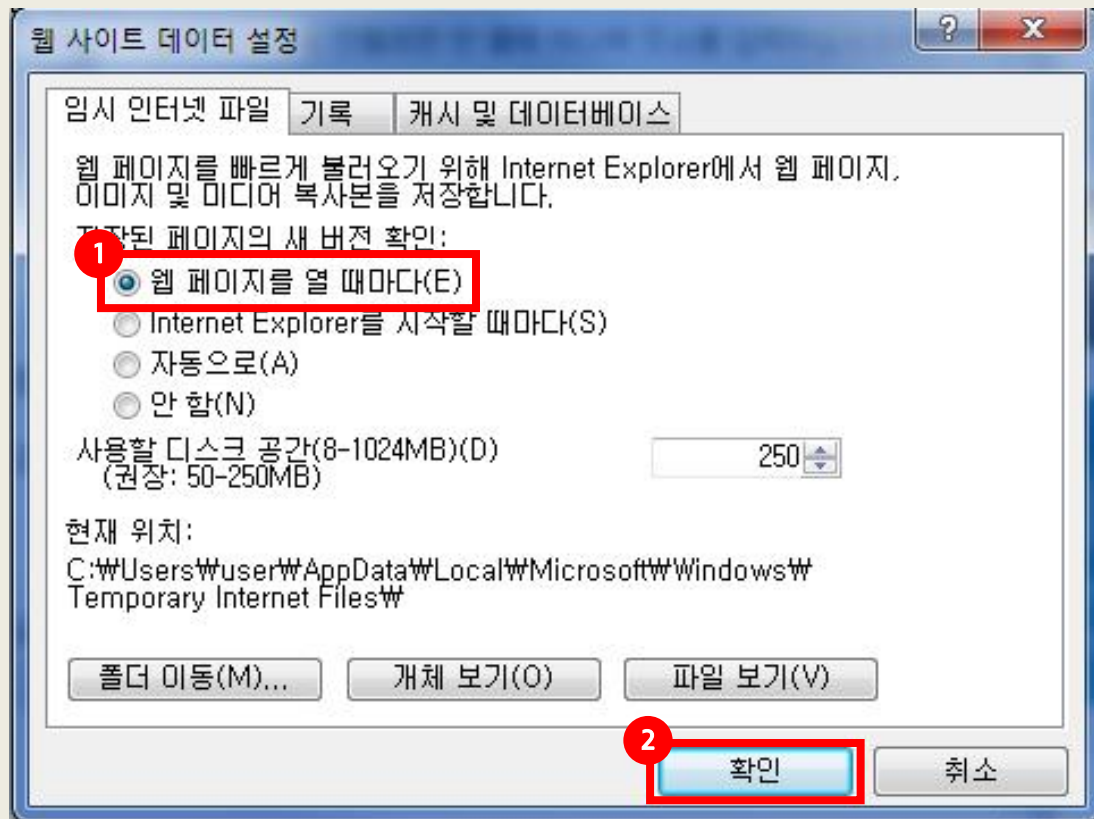 웹 사이트 데이터 설정
임시 인터넷 파일 기록 캐시 및 데이터베이스
웹 페이지를 빠르게 불러오기 위해 Internet Explorer에서 웹 페이지,
이미지 및 미디어 복사본을 저장합니다.
저장된 페이지의 새 버전 확인:
1
웹 페이지를 열 때마다(E)
Internet Explorer를 시작할 때마다(S)
자동으로(A)
안 함(N)
사용할 디스크 공간(8-1024MB)(D) 250
(권장: 50-250MB)
현재 위치:
C:₩Users₩user₩AppData₩Local₩Microsoft₩Windows₩
Temporary Internet Files₩
폴더 이동(M)... 개체 보기(O) 파일 보기(V)
2
확인 취소